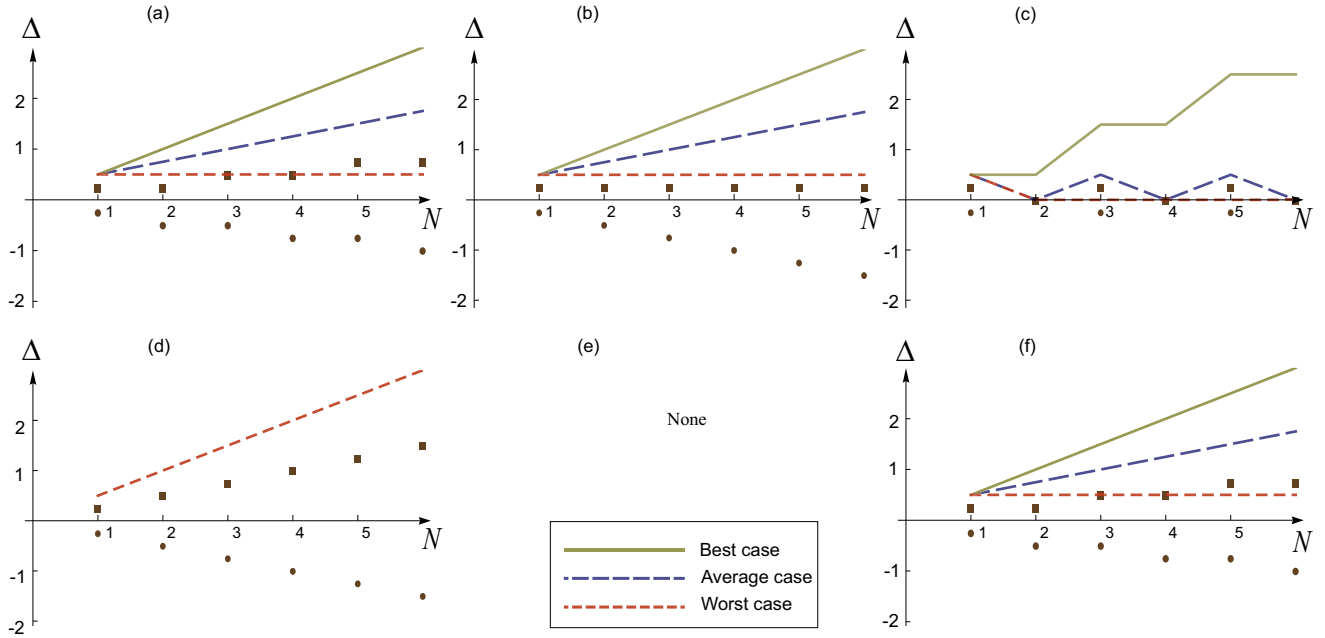 (a)
Δ
2
1
-1
-2
1 2 3 4 5
N
(b)
Δ
2
1
-1
-2
1 2 3 4 5
N
(c)
Δ
2
1
-1
-2
1 2 3 4 5
N
(d)
Δ
2
1
-1
-2
1 2 3 4 5
N
(e)
None
Best case
Average case
Worst case
(f)
Δ
2
1
-1
-2
1 2 3 4 5
N